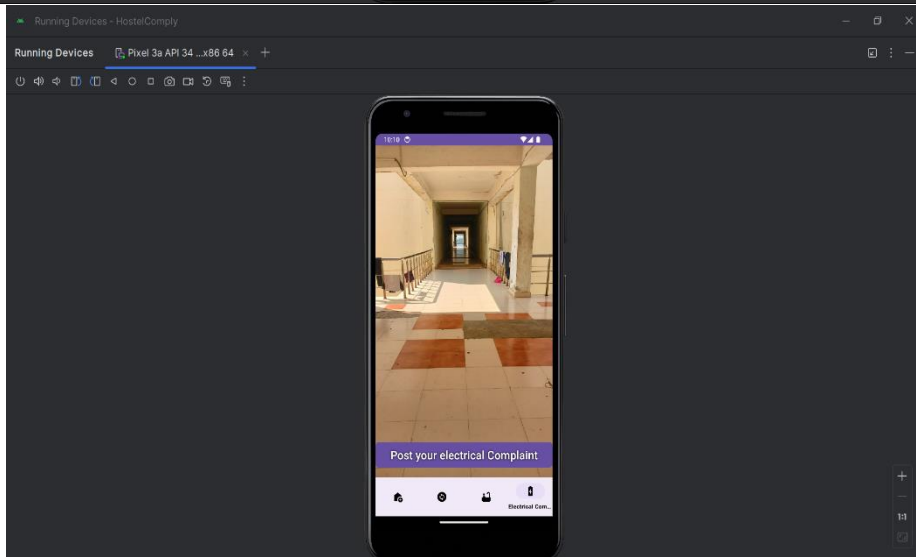 Running Devices - HostelComply
Running Devices Pixel 3a API 34 ...x86 64
10:10
Post your electrical Complaint
Electrical Com...
1:1